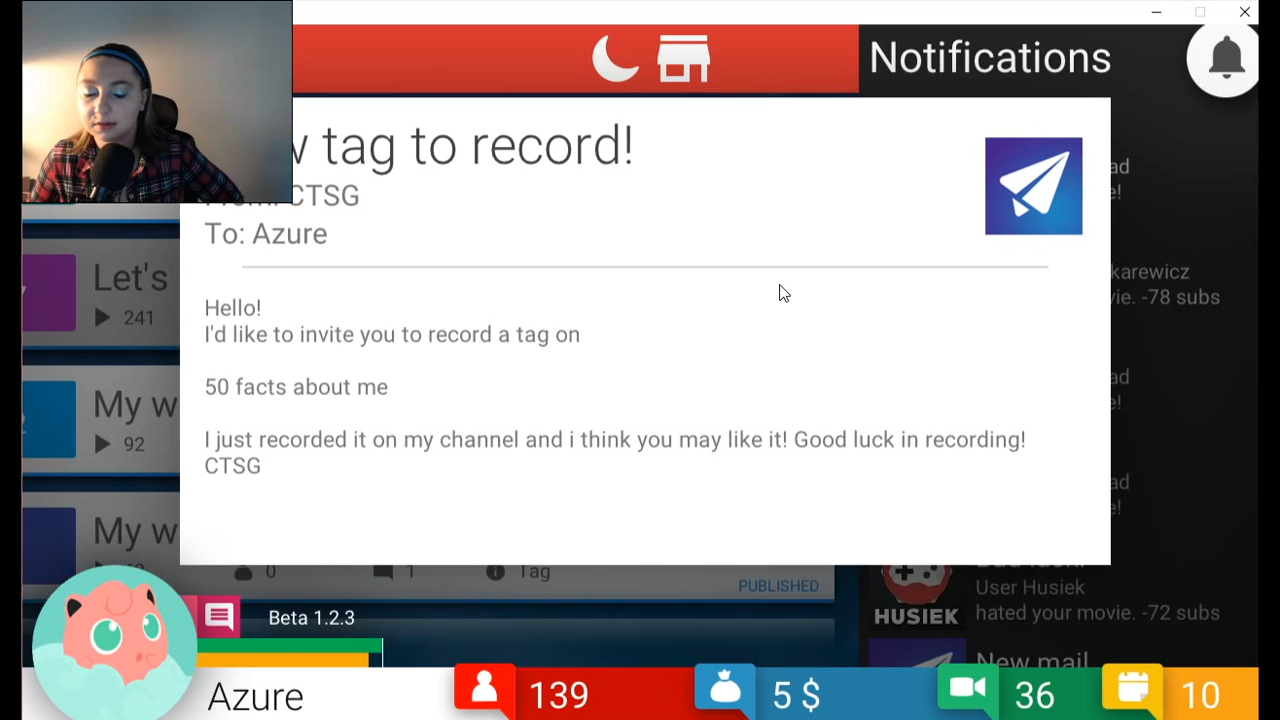 Notifications
tag to record!
CTSG
To: Azure
Hello!
I'd like to invite you to record a tag on
50 facts about me
I just recorded it on my channel and i think you may like it! Good luck in recording!
CTSG
Let's
241
My w
92
My w
0
1
Tag
PUBLISHED
ad
e!
karewicz
vie. -78 subs
ad
e!
ad
e!
HUSIEK
User Husiek
hated your movie. -72 subs
New mail
Beta 1.2.3
Azure
139
5 $
36
10